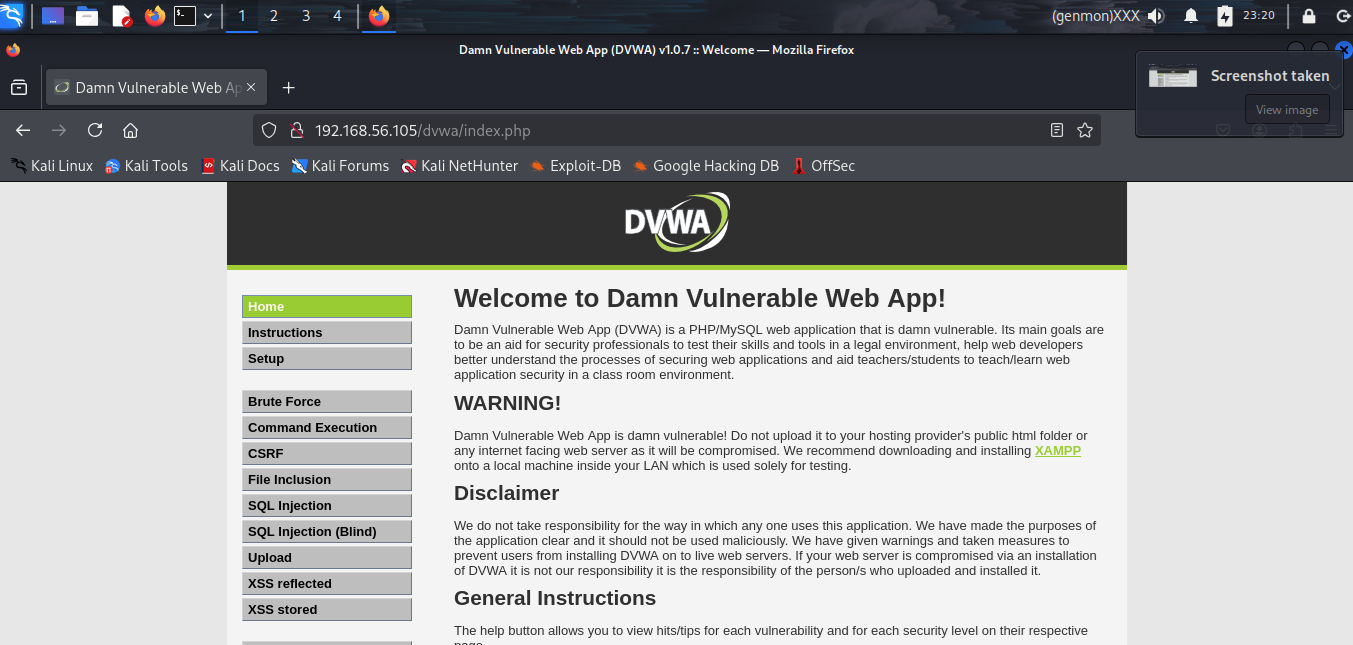 1 2 3 4 (genmon)XXX 23:20
Damn Vulnerable Web App (DVWA) v1.0.7 :: Welcome — Mozilla Firefox
Screenshot taken
Damn Vulnerable Web Ap
View image
192.168.56.105/dvwa/index.php
Kali Linux Kali Tools Kali Docs Kali Forums Kali NetHunter Exploit-DB Google Hacking DB OffSec
DVWA
Home
Instructions
Setup
Brute Force
Command Execution
CSRF
File Inclusion
SQL Injection
SQL Injection (Blind)
Upload
XSS reflected
XSS stored
Welcome to Damn Vulnerable Web App!
Damn Vulnerable Web App (DVWA) is a PHP/MySQL web application that is damn vulnerable. Its main goals are
to be an aid for security professionals to test their skills and tools in a legal environment, help web developers
better understand the processes of securing web applications and aid teachers/students to teach/learn web
application security in a class room environment.
WARNING!
Damn Vulnerable Web App is damn vulnerable! Do not upload it to your hosting provider's public html folder or
any internet facing web server as it will be compromised. We recommend downloading and installing XAMPP
onto a local machine inside your LAN which is used solely for testing.
Disclaimer
We do not take responsibility for the way in which any one uses this application. We have made the purposes of
the application clear and it should not be used maliciously. We have given warnings and taken measures to
prevent users from installing DVWA on to live web servers. If your web server is compromised via an installation
of DVWA it is not our responsibility it is the responsibility of the person/s who uploaded and installed it.
General Instructions
The help button allows you to view hits/tips for each vulnerability and for each security level on their respective